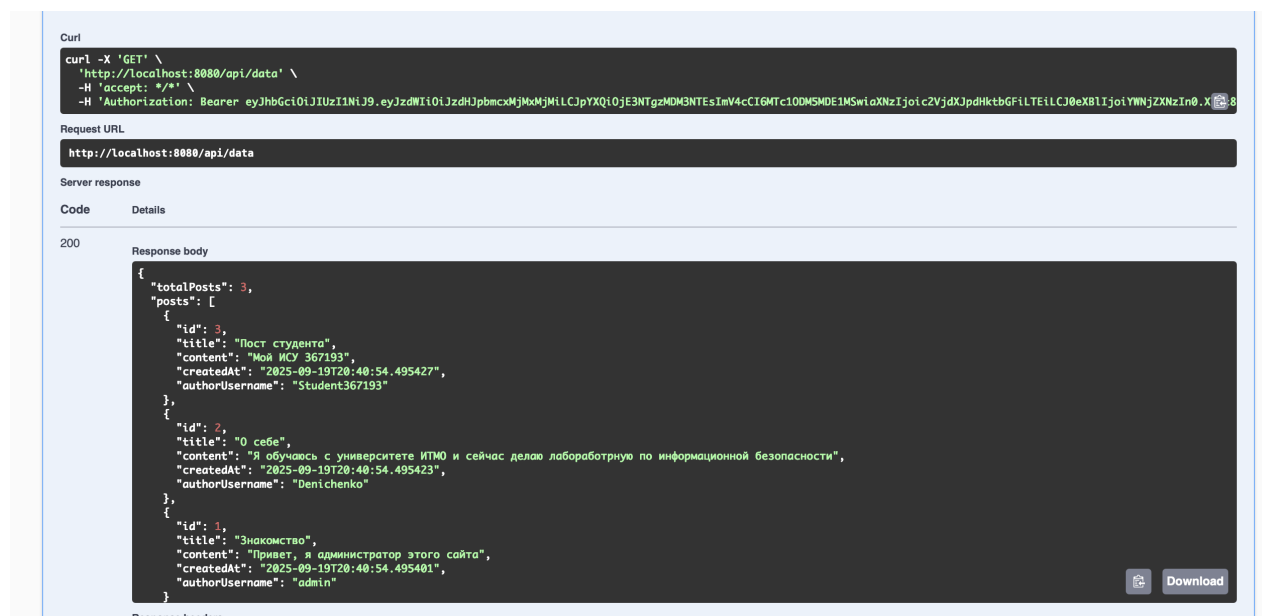 Curl
curl -X 'GET' \
'http://localhost:8080/api/data' \
-H 'accept: */*' \
-H 'Authorization: Bearer
Request URL
http://localhost:8080/api/data
Server response
Code Details
200
Response body
{
"totalPosts": 3,
"posts": [
{
"id": 3,
"title": "Пост студента",
"content": "Мой ИСУ 367193",
"createdAt": "2025-09-19T20:40:54.495427",
"authorUsername": "Student367193"
},
{
"id": 2,
"title": "О себе",
"content": "Я обучаюсь с университете ИТМО и сейчас делаю лабоработрную по информационной безопасности",
"createdAt": "2025-09-19T20:40:54.495423",
"authorUsername": "Denichenko"
},
{
"id": 1,
"title": "Знакомство",
"content": "Привет, я администратор этого сайта",
"createdAt": "2025-09-19T20:40:54.495401",
"authorUsername": "admin"
}
Download